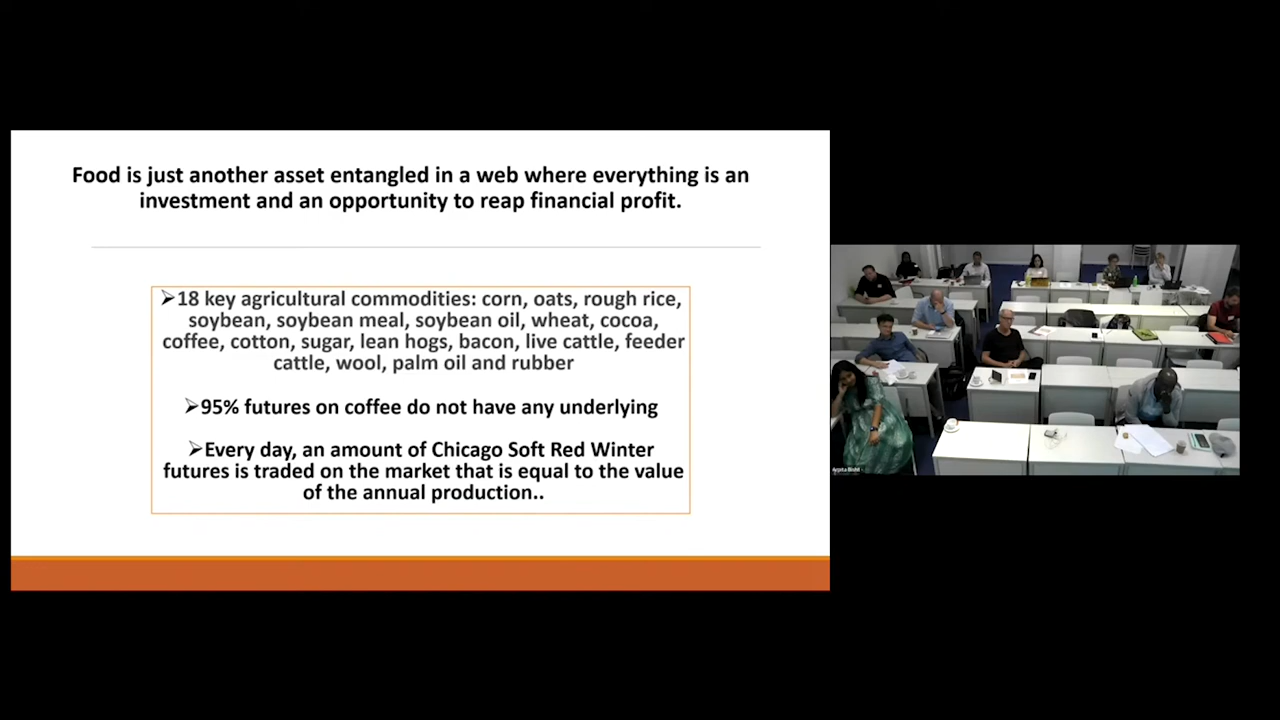 Food is just another asset entangled in a web where everything is an
investment and an opportunity to reap financial profit.
➢18 key agricultural commodities: corn, oats, rough rice,
soybean, soybean meal, soybean oil, wheat, cocoa,
coffee, cotton, sugar, lean hogs, bacon, live cattle, feeder
cattle, wool, palm oil and rubber
➢95% futures on coffee do not have any underlying
➢Every day, an amount of Chicago Soft Red Winter
futures is traded on the market that is equal to the value
of the annual production..